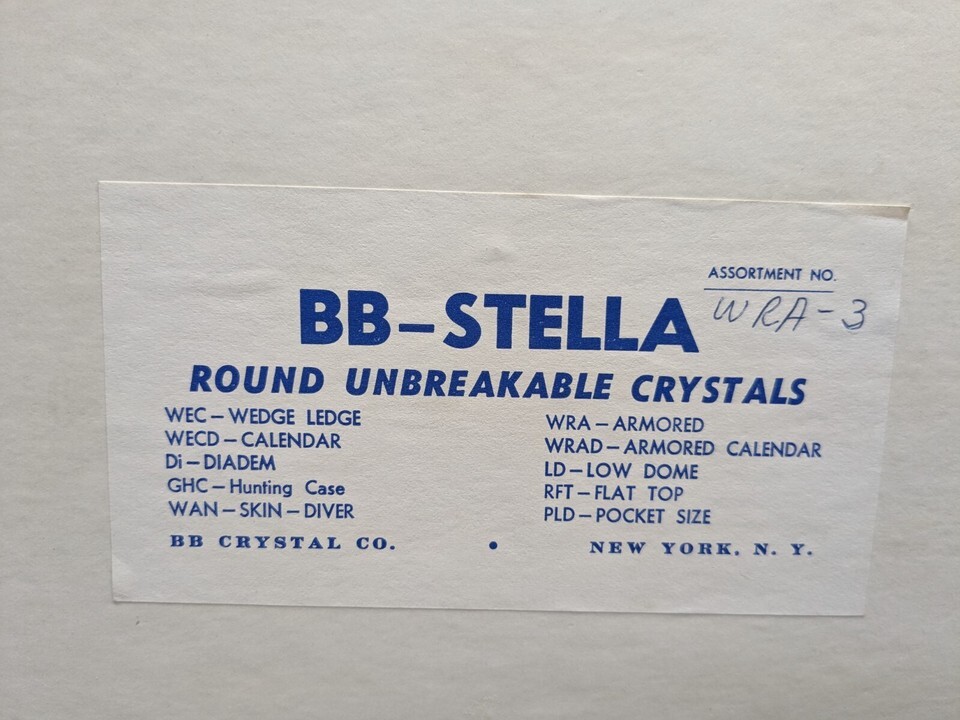 ASSORTMENT NO.
WRA-3
BB-STELLA
ROUND UNBREAKABLE CRYSTALS
WEC-WEDGE LEDGE
WECD-CALENDAR
Di-DIADEM
GHC-Hunting Case
WAN-SKIN-DIVER
WRA-ARMORED
WRAD-ARMORED CALENDAR
LD-LOW DOME
RFT-FLAT TOP
PLD-POCKET SIZE
BB CRYSTAL CO. • NEW YORK, N. Y.